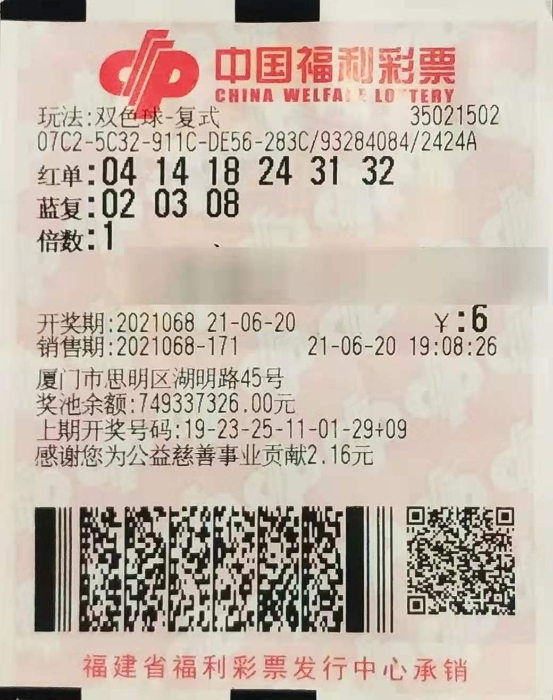 中国福利彩票
CHINA WELFARE LOTTERY
玩法:双色球-复式 35021502
07C2-5C32-911C-DE56-283C/93284084/2424A
红单:04 14 18 24 31 32
蓝复:02 03 08
倍数:1
开奖期:2021068 21-06-20 ￥:6
销售期:2021068-171 21-06-20 19:08:26
厦门市思明区湖明路45号
奖池余额:749337326.00元
上期开奖号码:19-23-25-11-01-29+09
感谢您为公益慈善事业贡献2.16元
福建省福利彩票发行中心承销